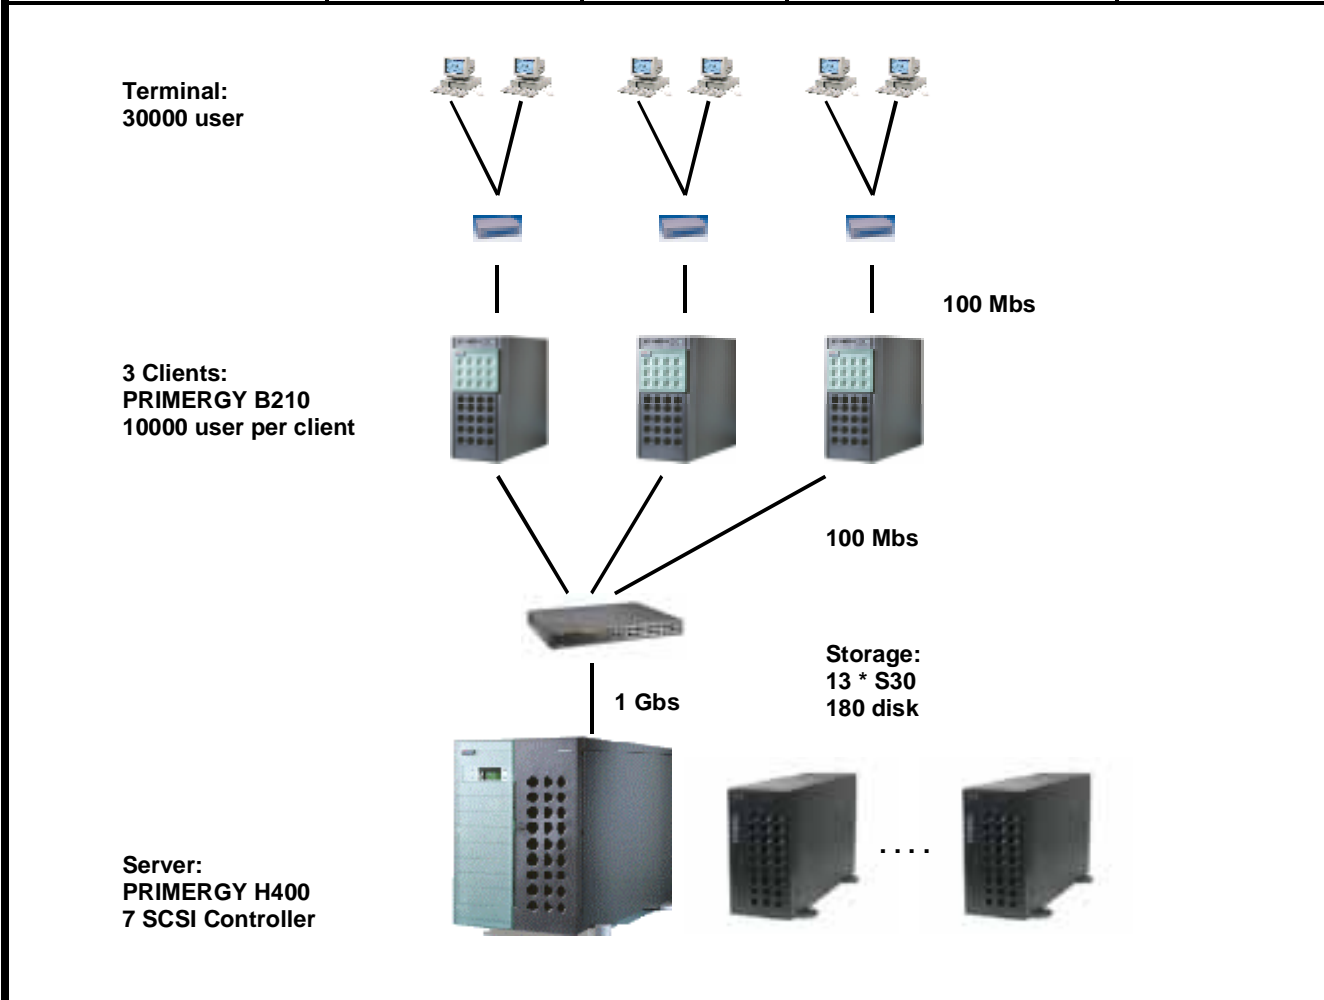 Terminal:
30000 user
100 Mbs
3 Clients:
PRIMERGY B210
10000 user per client
100 Mbs
Storage:
13 * S30
180 disk
1 Gbs
. . . .
Server:
PRIMERGY H400
7 SCSI Controller